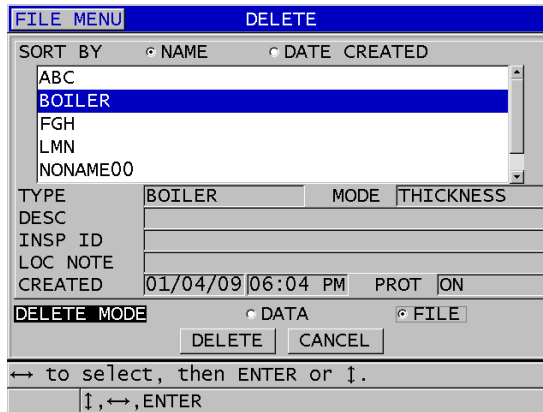 FILE MENU DELETE
SORT BY NAME DATE CREATED
ABC
BOILER
FGH
LMN
NONAME00
TYPE BOILER MODE THICKNESS
DESC
INSP ID
LOC NOTE
CREATED 01/04/09 06:04 PM PROT ON
DELETE MODE DATA FILE
DELETE CANCEL
↔ to select, then ENTER or ↕.
↕,↔,ENTER